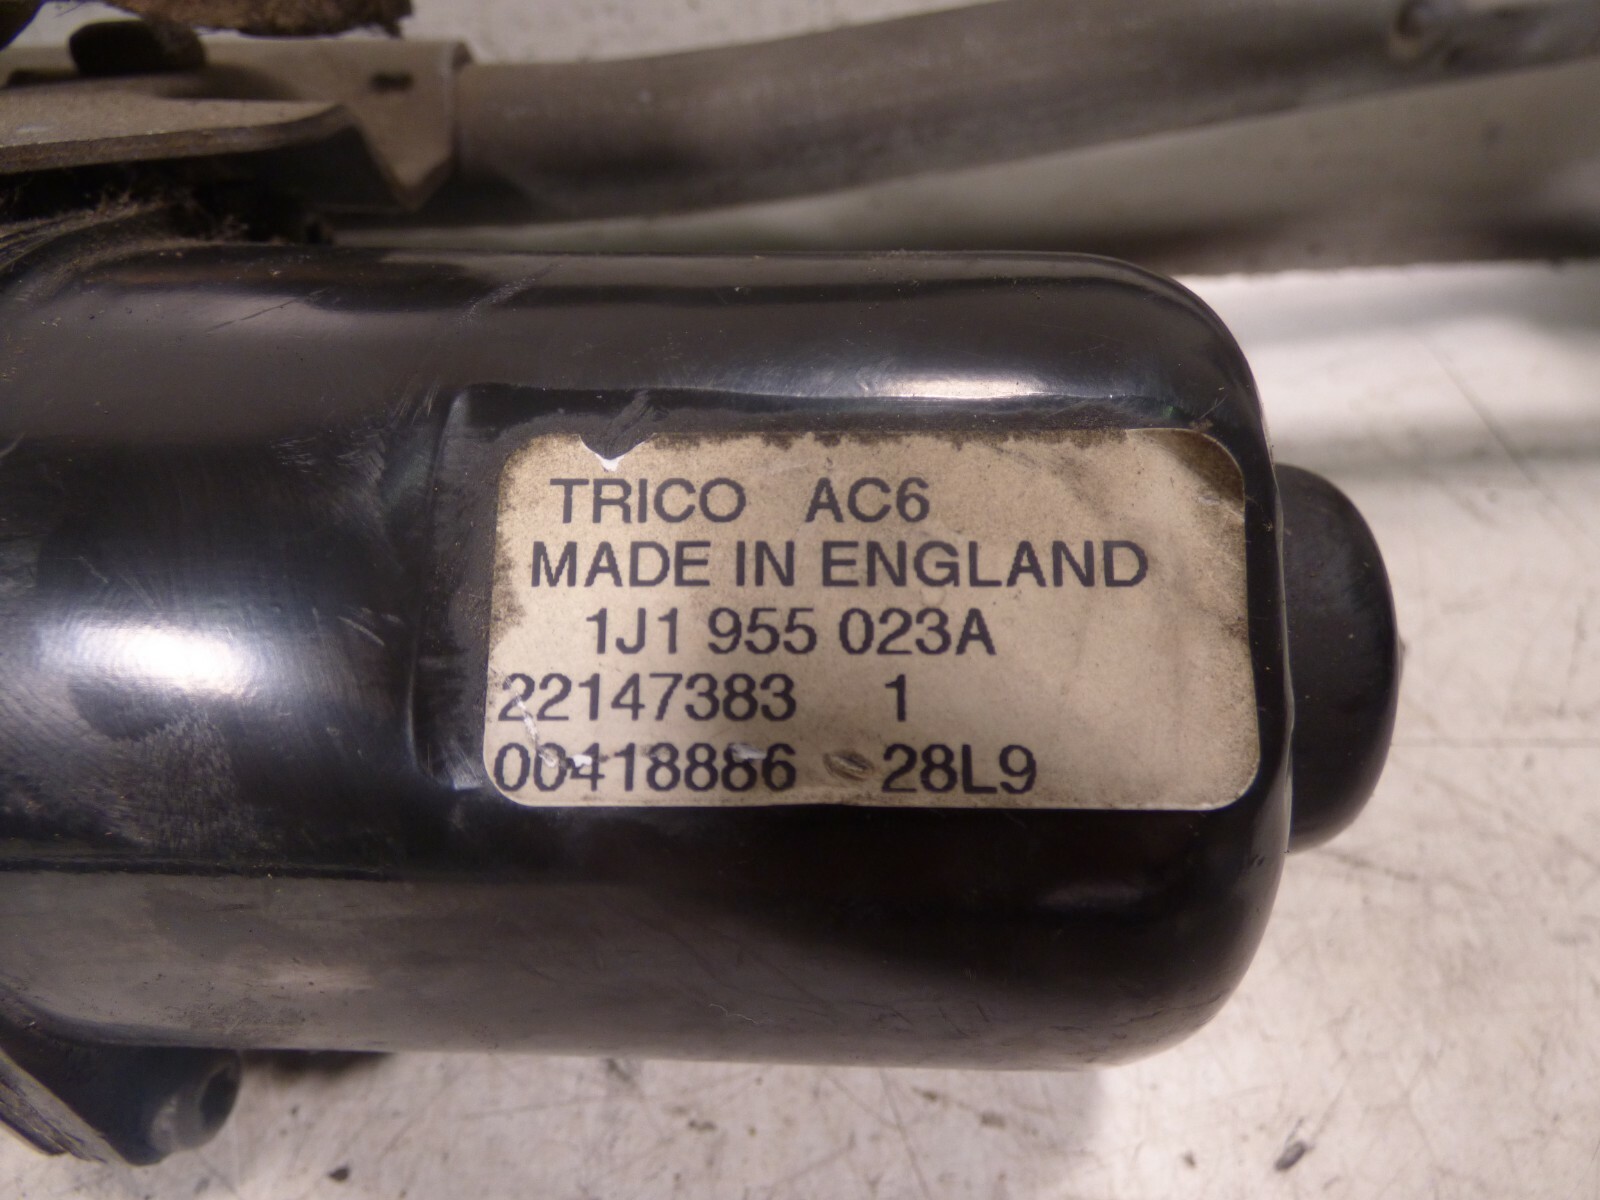 TRICO AC6
MADE IN ENGLAND
1J1 955 023A
22147383 1
00418886 28L9